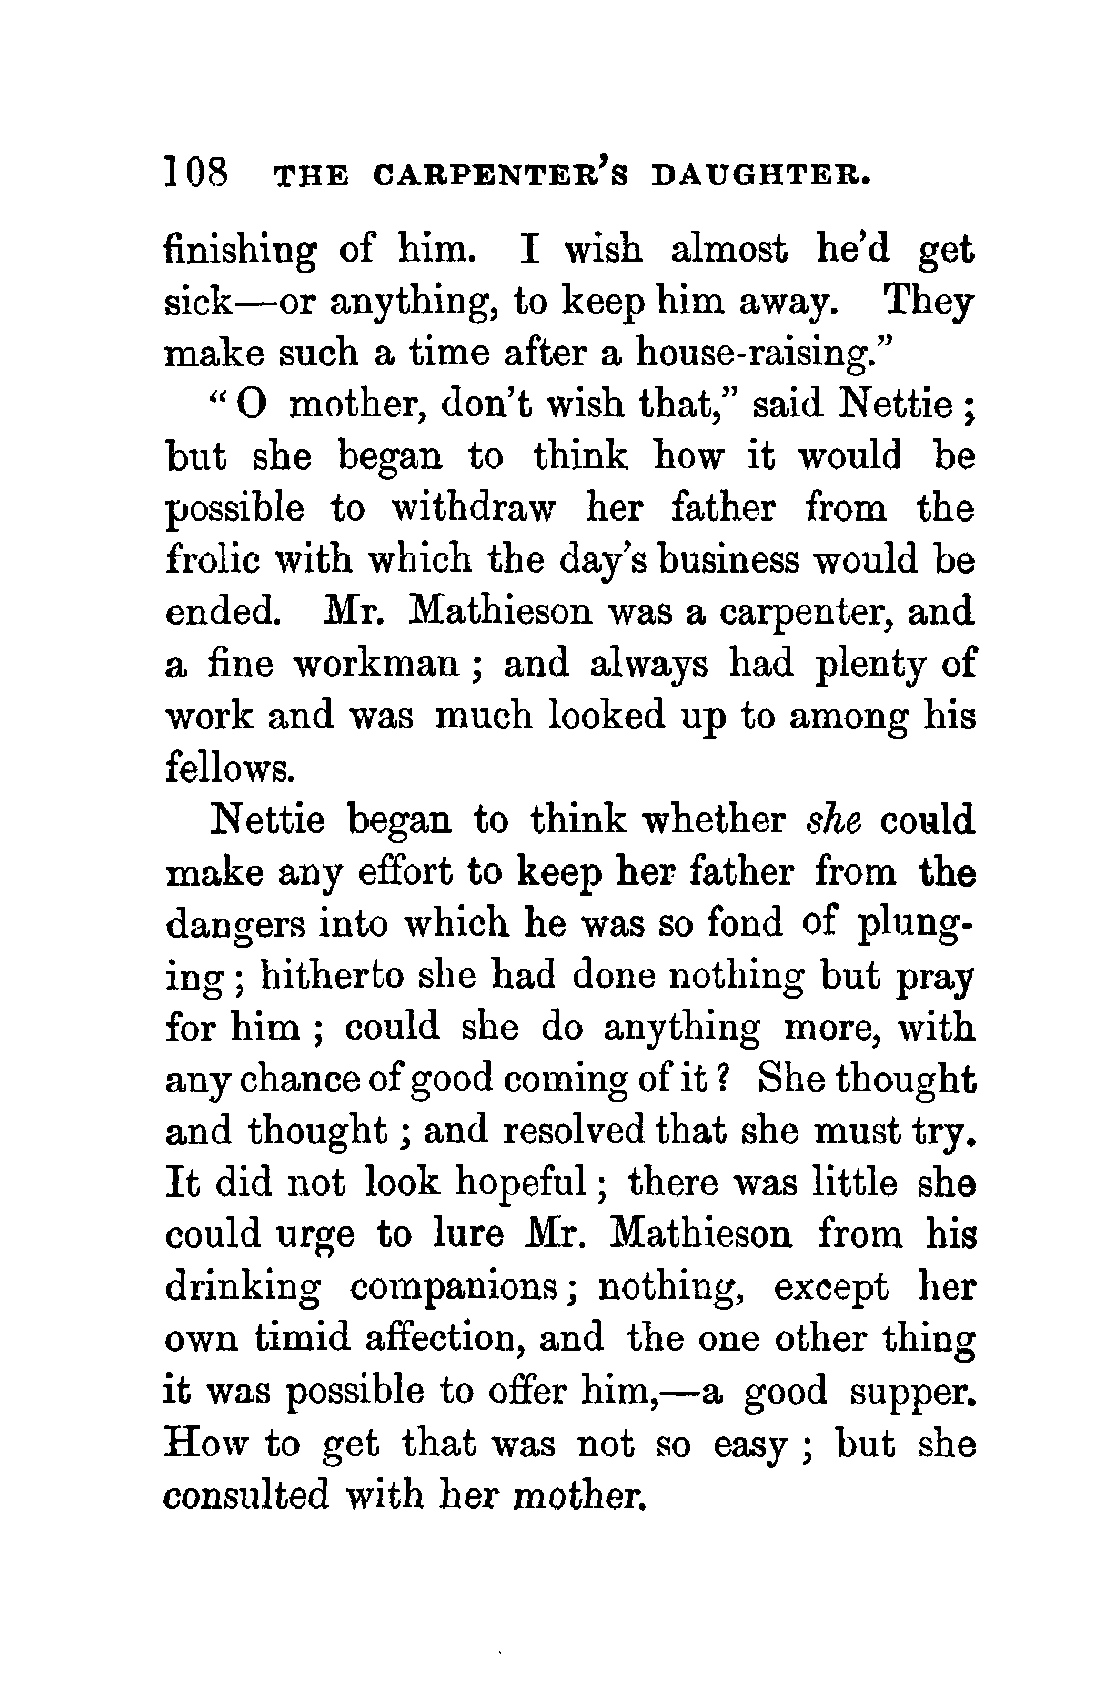 108 THE CARPENTER'S DAUGHTER.
finishing of him. I wish almost he'd get
sick—or anything, to keep him away. They
make such a time after a house-raising."
"O mother, don't wish that," said Nettie;
but she began to think how it would be
possible to withdraw her father from the
frolic with which the day's business would be
ended. Mr. Mathieson was a carpenter, and
a fine workman; and always had plenty of
work and was much looked up to among his
fellows.
Nettie began to think whether she could
make any effort to keep her father from the
dangers into which he was so fond of plung-
ing; hitherto she had done nothing but pray
for him; could she do anything more, with
any chance of good coming of it? She thought
and thought; and resolved that she must try.
It did not look hopeful; there was little she
could urge to lure Mr. Mathieson from his
drinking companions; nothing, except her
own timid affection, and the one other thing
it was possible to offer him,—a good supper.
How to get that was not so easy; but she
consulted with her mother.